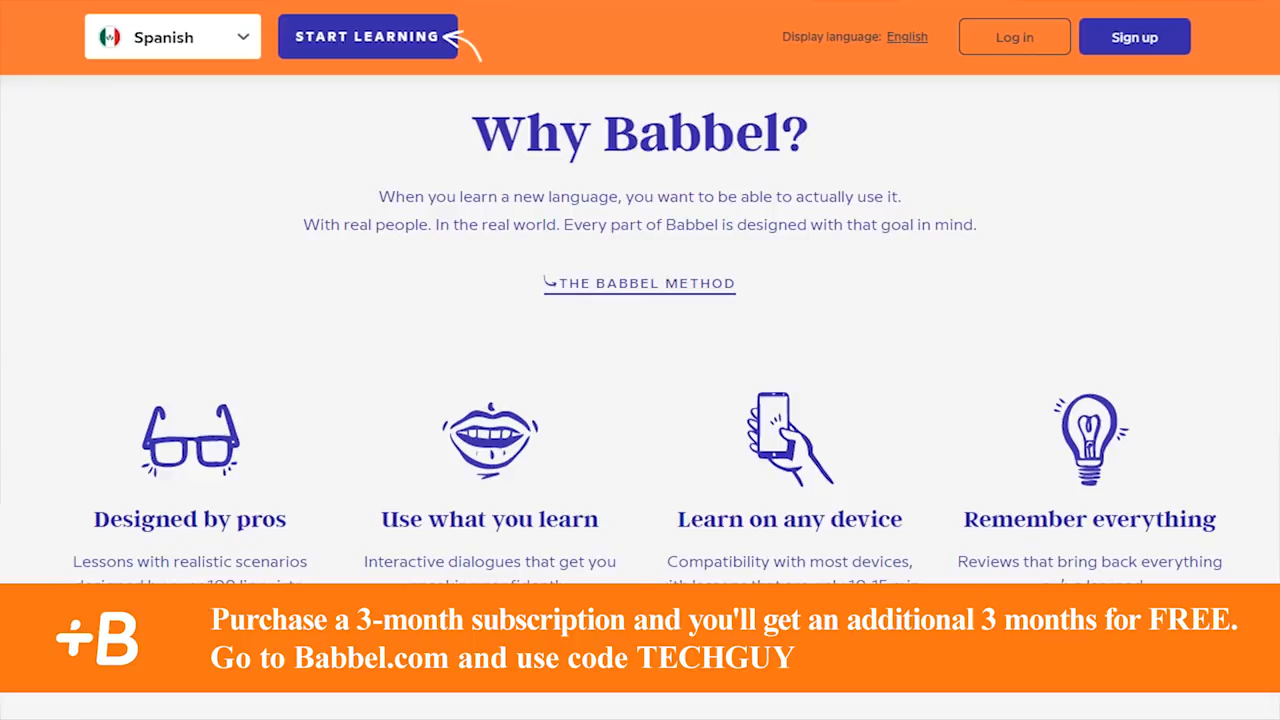 Spanish
START LEARNING
Display language: English
Log in
Sign up
Why Babbel?
When you learn a new language, you want to be able to actually use it.
With real people. In the real world. Every part of Babbel is designed with that goal in mind.
THE BABBEL METHOD
Designed by pros
Use what you learn
Learn on any device
Remember everything
Lessons with realistic scenarios
Interactive dialogues that get you
Compatibility with most devices,
Reviews that bring back everything
+B
Purchase a 3-month subscription and you'll get an additional 3 months for FREE.
Go to Babbel.com and use code TECHGUY